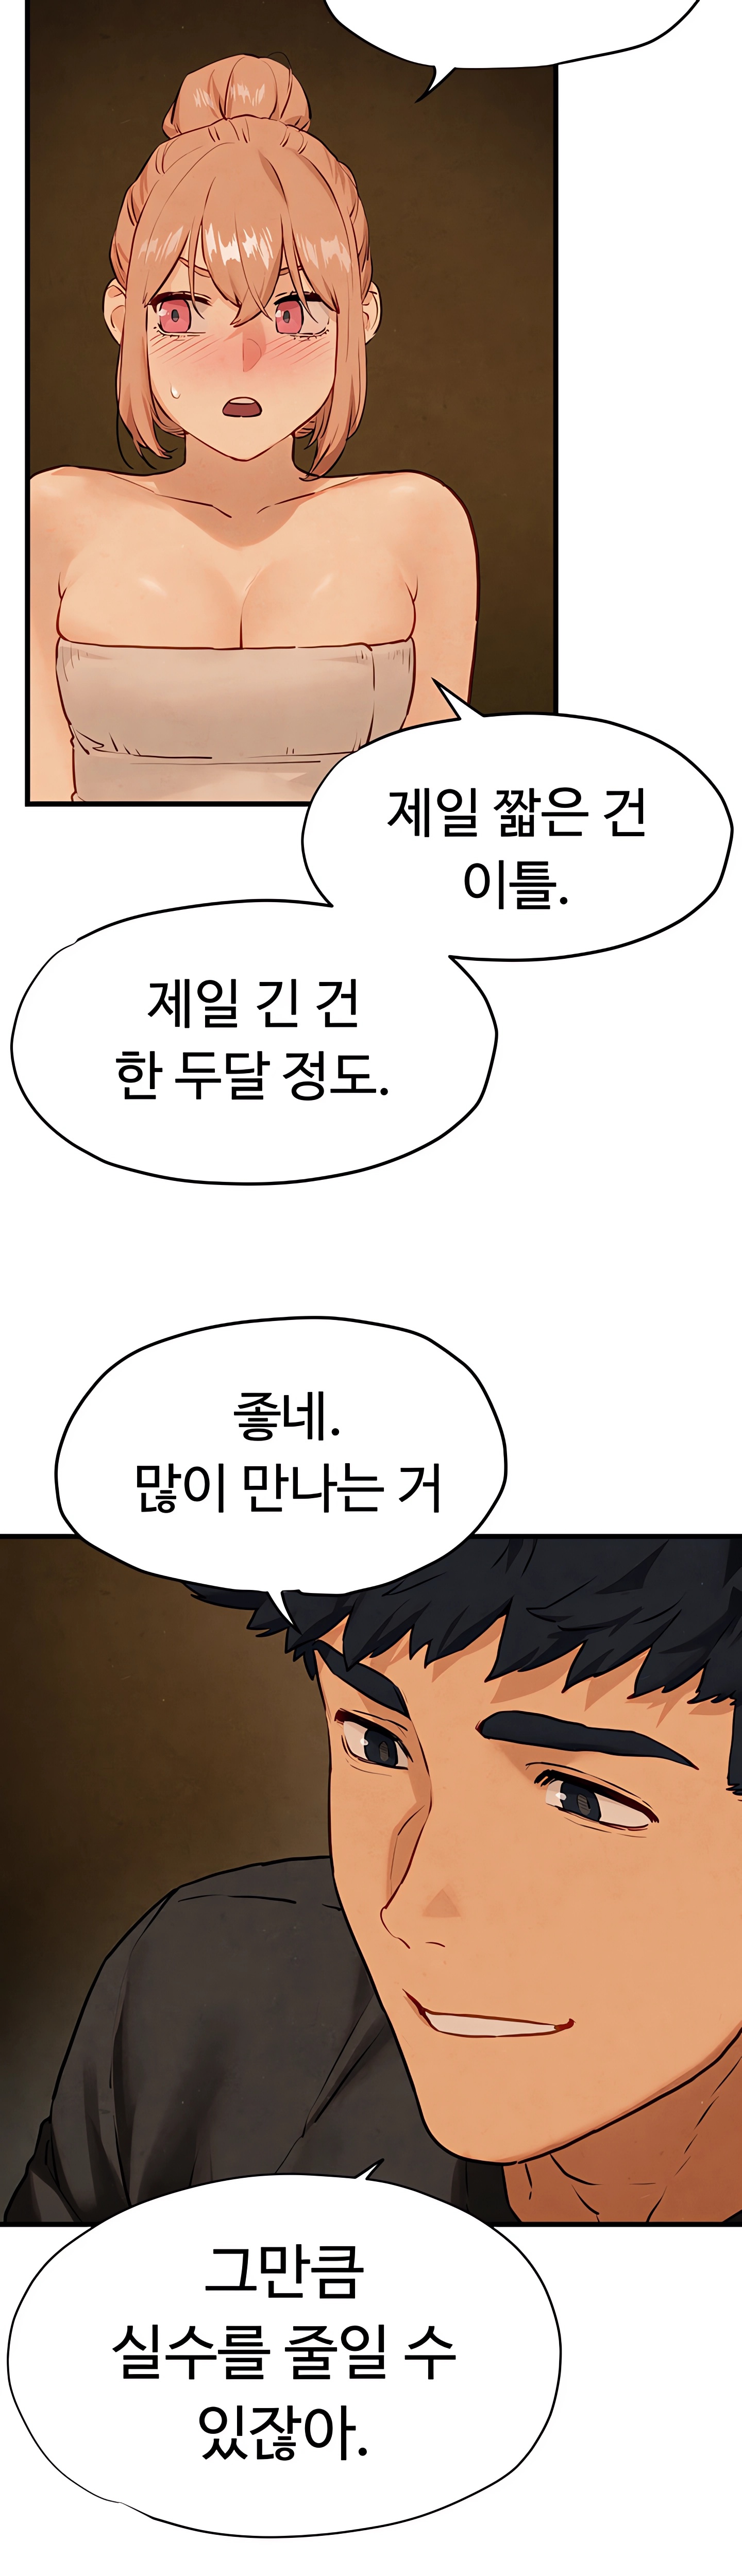 제일 짧은 건
이틀.
제일 긴 건
한 두달 정도.
좋네.
많이 만나는 거
그만큼
실수를 줄일 수
있잖아.